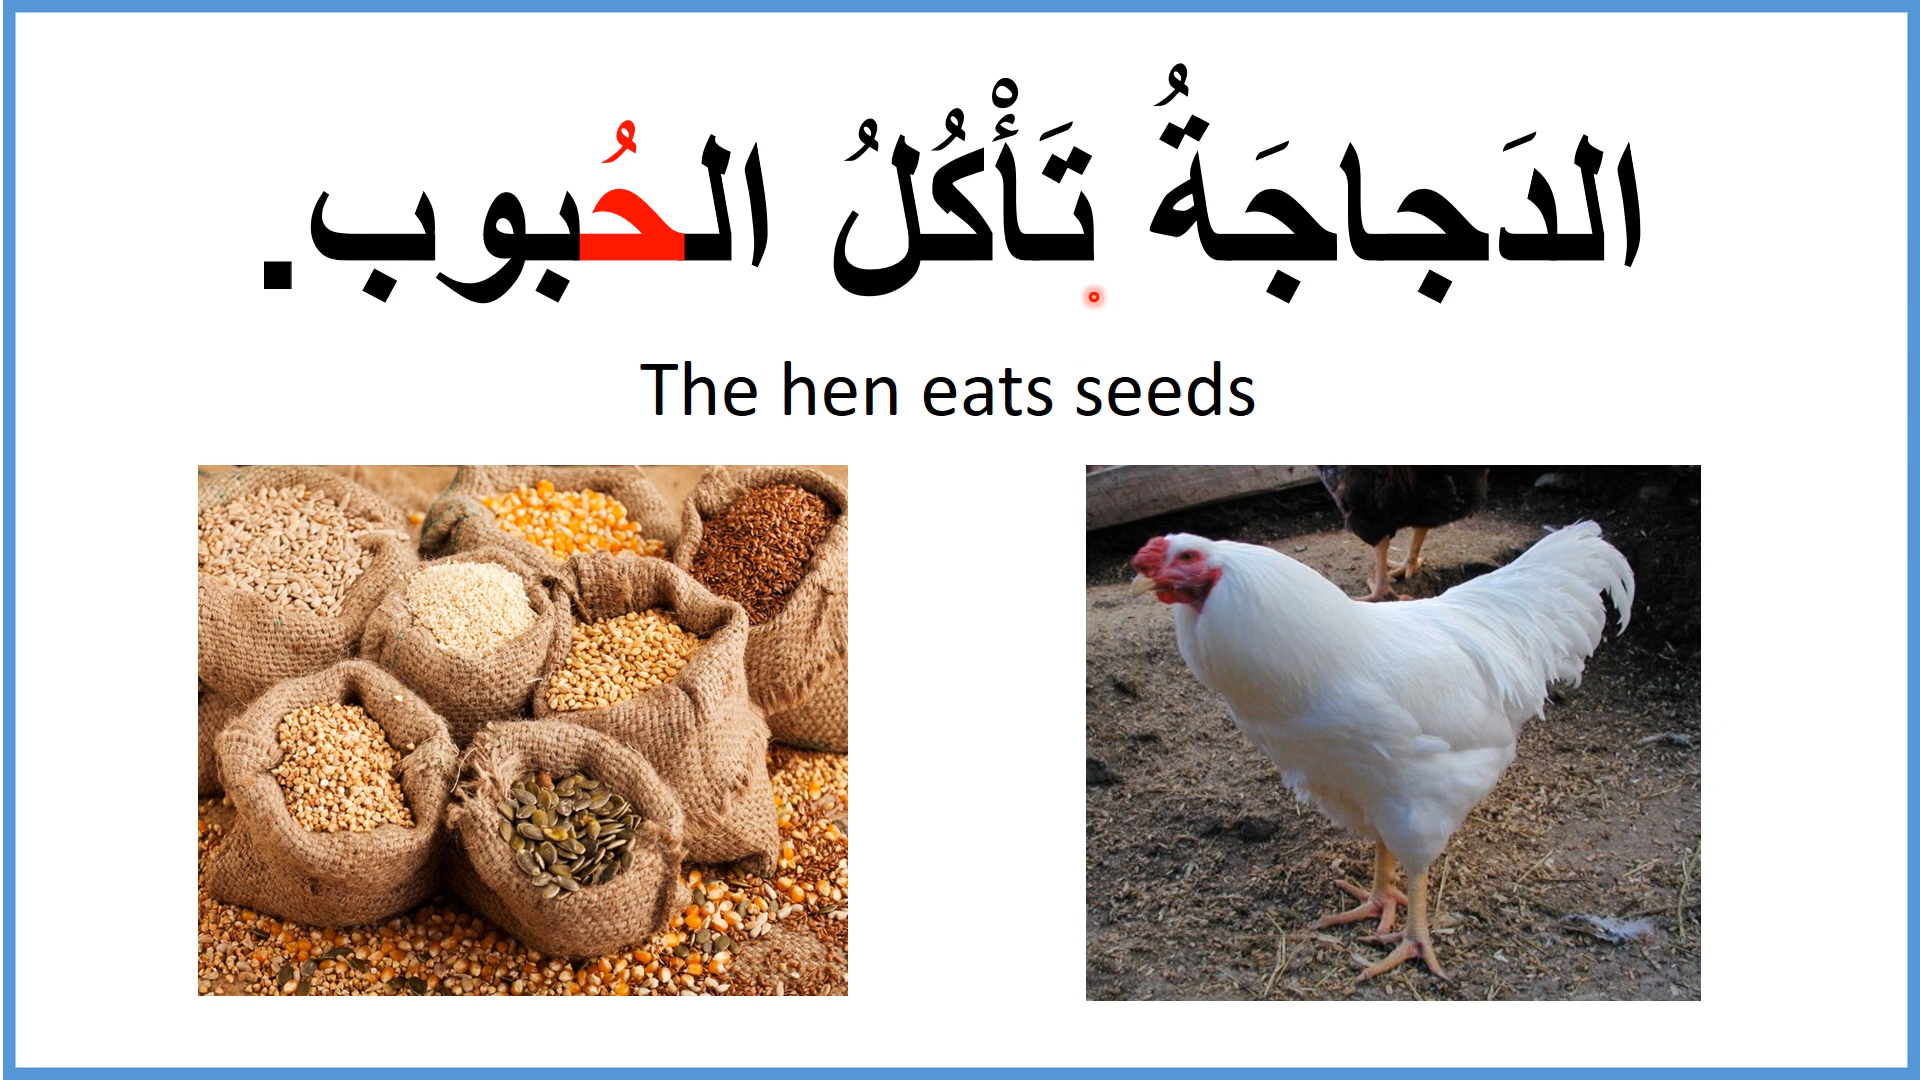 الدَجاجَةُ تَأْكُلُ الحُبوب.
The hen eats seeds